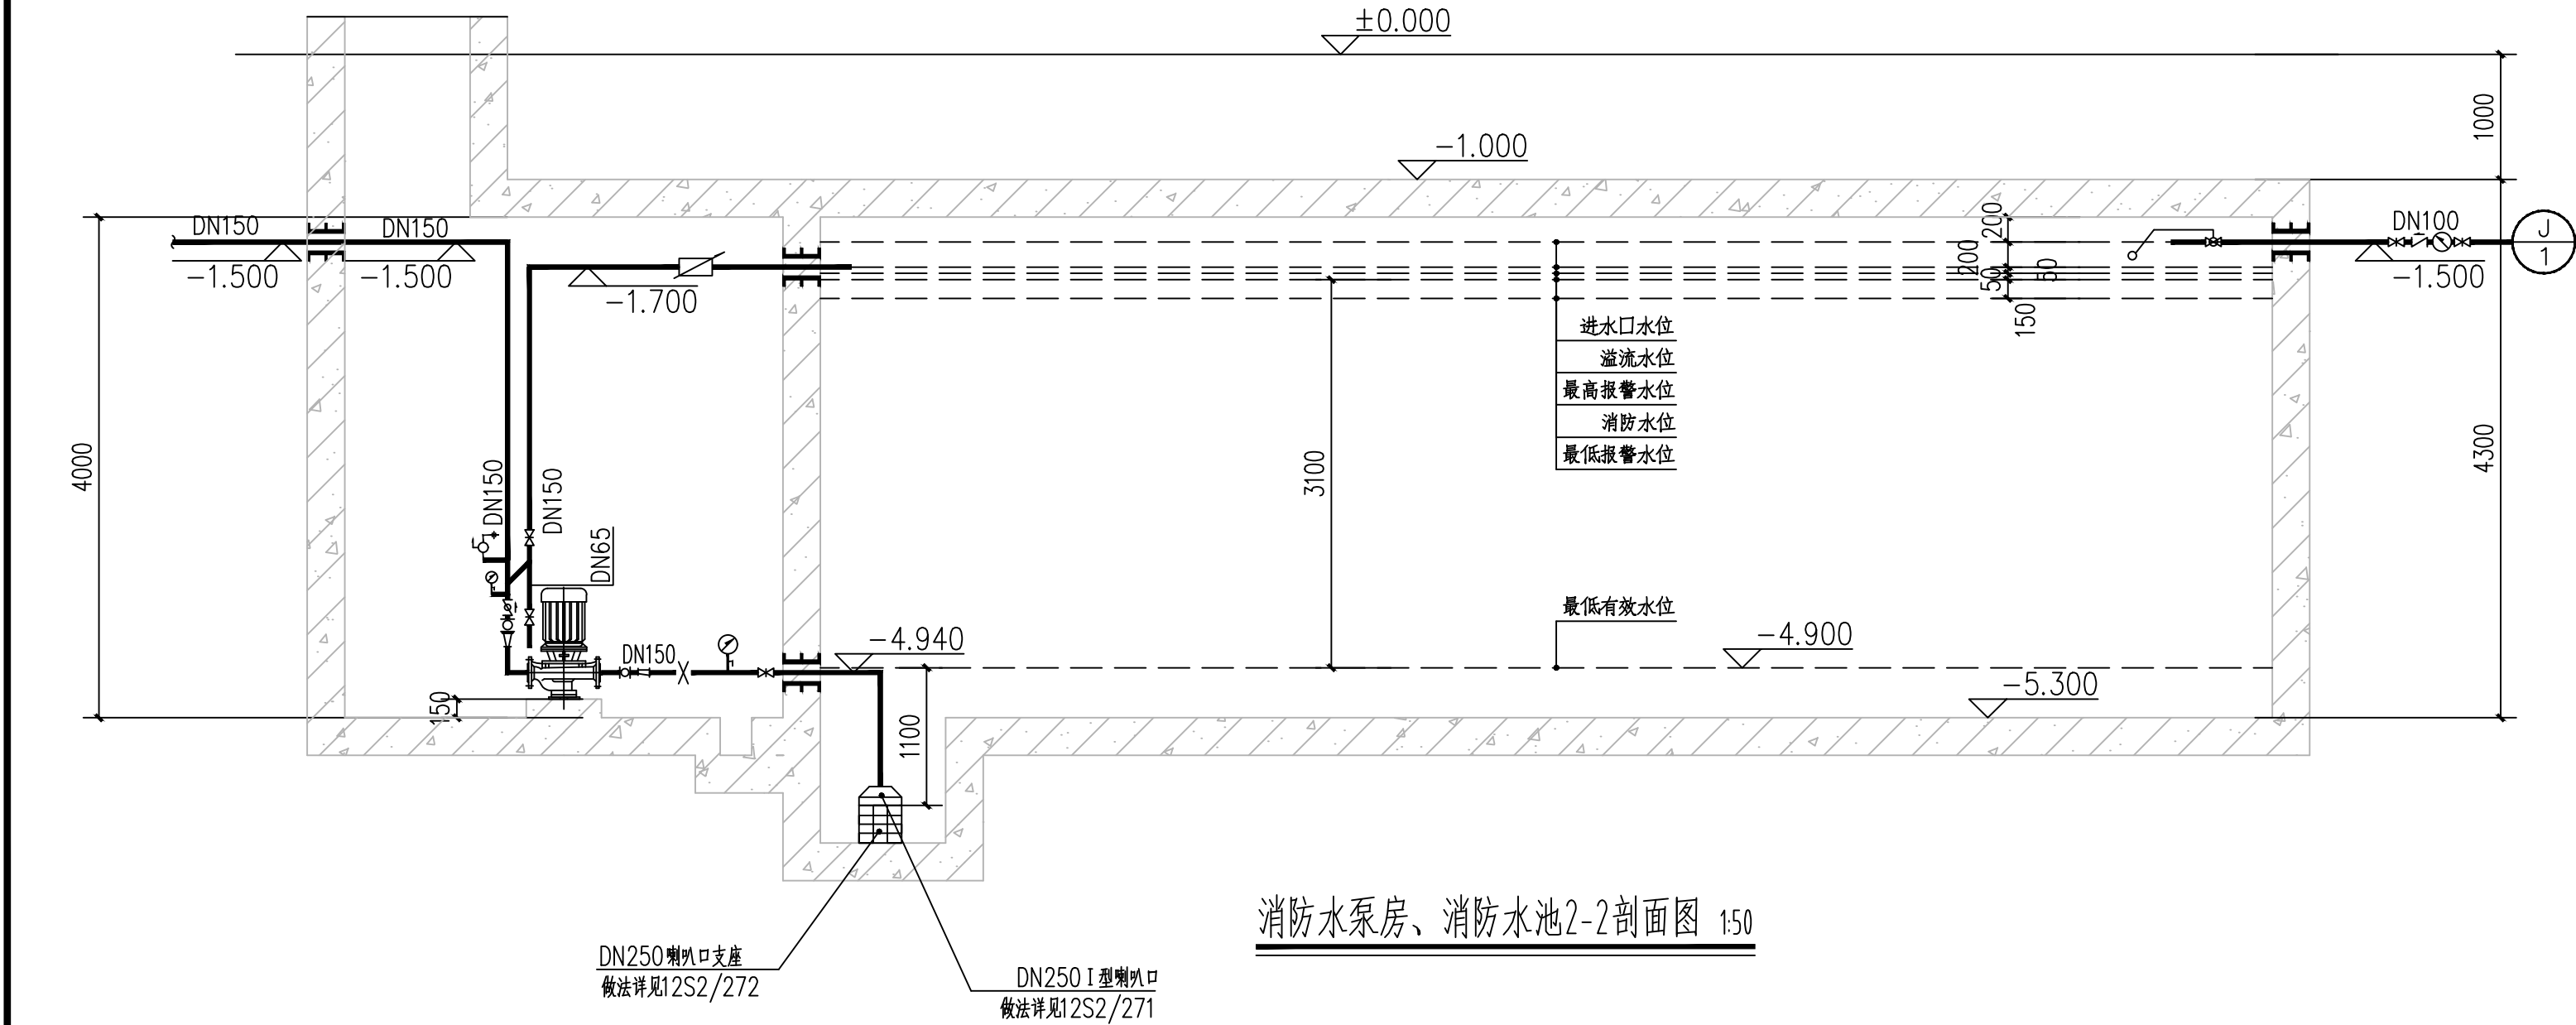 ±0.000
1000
-1.000
DN150
DN150
-1.500
-1.500
-1.700
200
200
50
50
150
DN100
J
1
-1.500
进水口水位
溢流水位
最高报警水位
消防水位
最低报警水位
4000
3100
4300
DN150
DN150
DN65
最低有效水位
DN150
-4.940
-4.900
-5.300
150
1100
消防水泵房、消防水池2-2剖面图 1:50
DN250喇叭口支座
做法详见12S2/272
DN250 I 型喇叭口
做法详见12S2/271